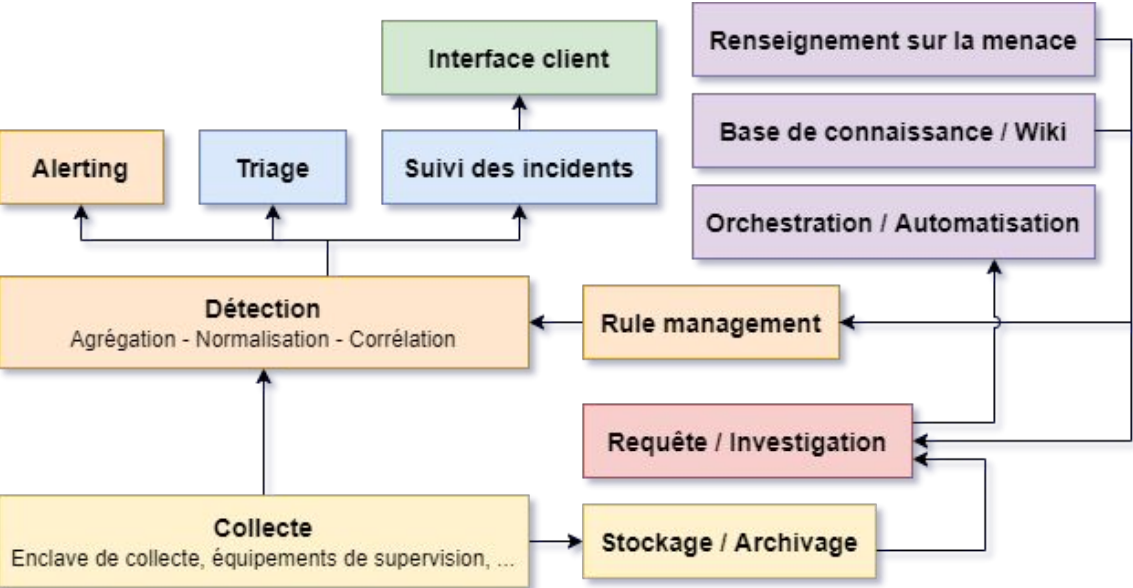 Renseignement sur la menace
Interface client
Base de connaissance / Wiki
Alerting
Triage
Suivi des incidents
Orchestration / Automatisation
Détection
Agrégation - Normalisation - Corrélation
Rule management
Requête / Investigation
Collecte
Enclave de collecte, équipements de supervision, ...
Stockage / Archivage